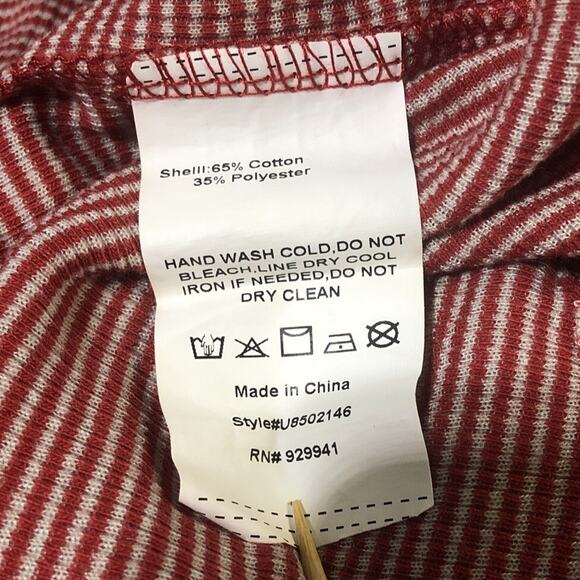 Shelll:65% Cotton
35% Polyester
HAND WASH COLD,DO NOT
BLEACH,LINE DRY COOL
IRON IF NEEDED,DO NOT
DRY CLEAN
Made in China
Style#U8502146
RN# 929941